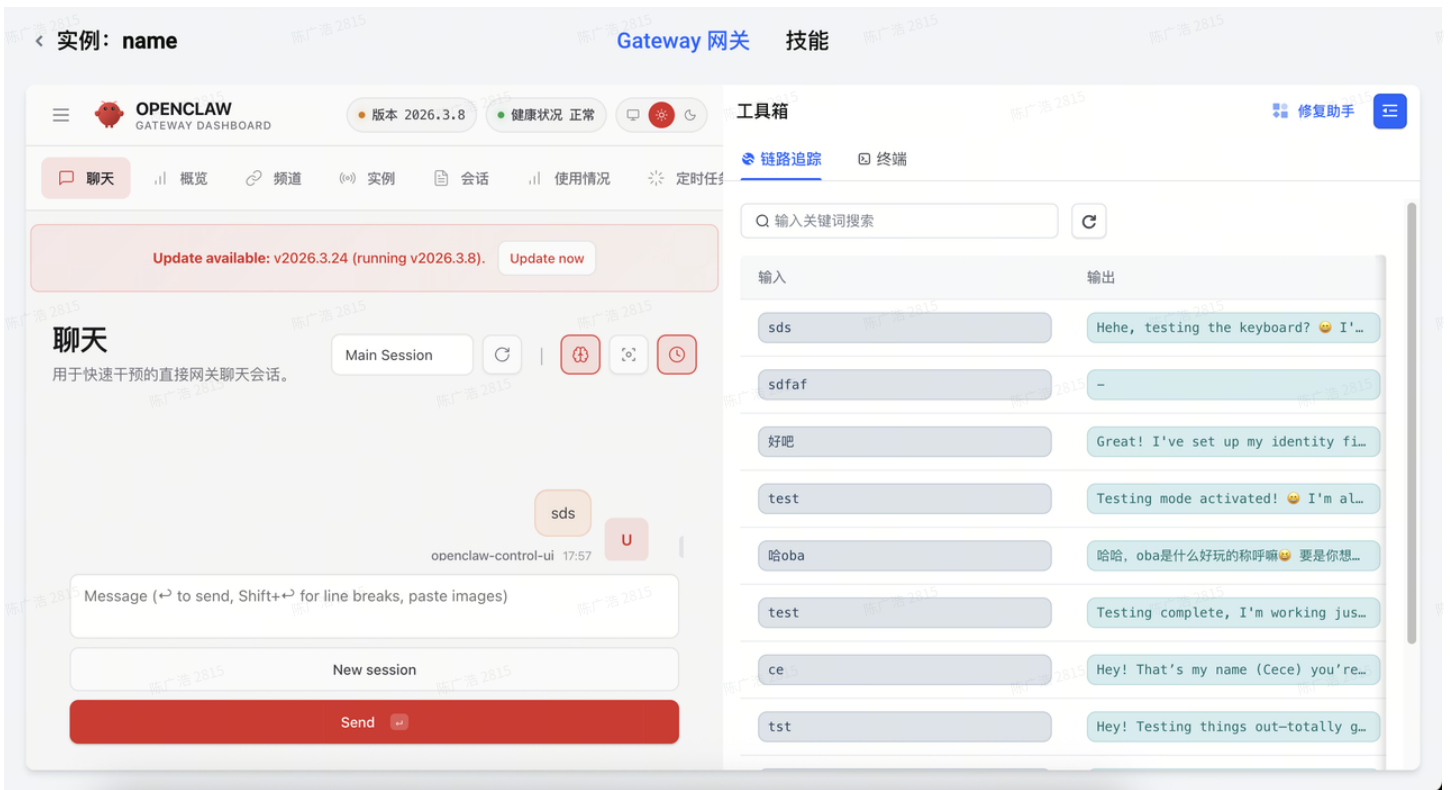 实例：name
Gateway 网关
技能
OPENCLAW
GATEWAY DASHBOARD
版本 2026.3.8
健康状况 正常
聊天
概览
频道
实例
会话
使用情况
定时任务
Update available: v2026.3.24 (running v2026.3.8).
Update now
聊天
用于快速干预的直接网关聊天会话。
Main Session
sds
U
openclaw-control-ui 17:57
Message (↩ to send, Shift+↩ for line breaks, paste images)
New session
Send
工具箱
修复助手
链路追踪
终端
输入关键词搜索
输入
输出
sds
Hehe, testing the keyboard? 😄 I'…
sdfaf
–
好吧
Great! I've set up my identity fi…
test
Testing mode activated! 😄 I'm al…
哈oba
哈哈，oba是什么好玩的称呼嘛😄 要是你想…
test
Testing complete, I'm working jus…
ce
Hey! That’s my name (Cece) you’re…
tst
Hey! Testing things out—totally g…
陈广浩 2815